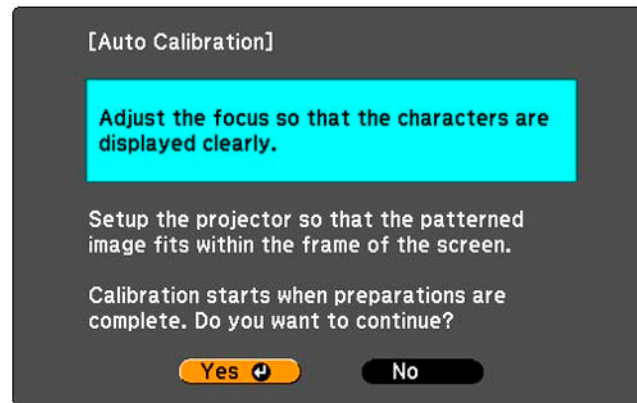 [Auto Calibration]
Adjust the focus so that the characters are
displayed clearly.
Setup the projector so that the patterned
image fits within the frame of the screen.
Calibration starts when preparations are
complete. Do you want to continue?
Yes
No